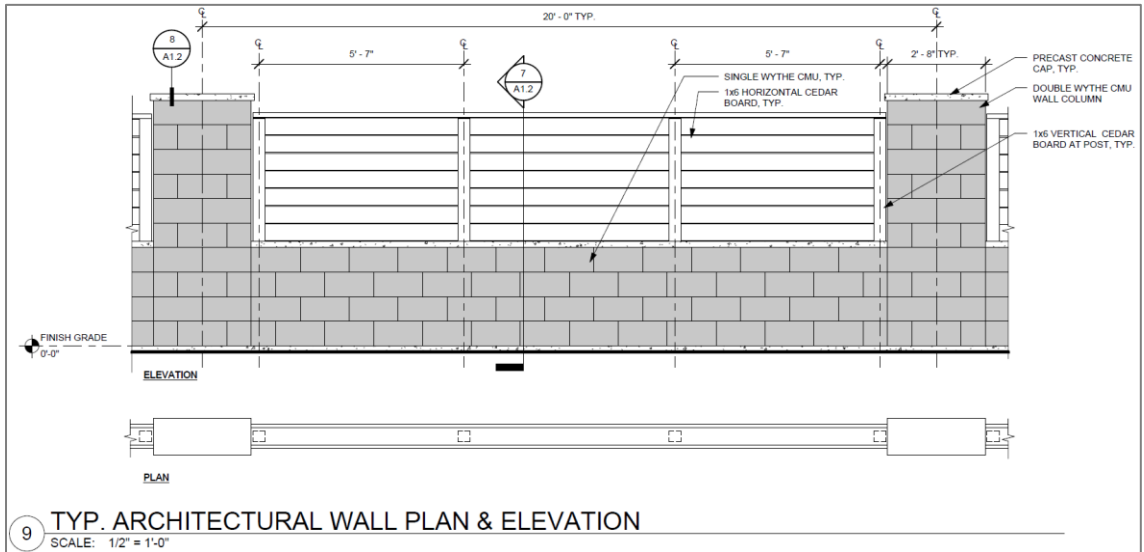 20' - 0" TYP.
8
A1.2
5' - 7"
7
A1.2
5' - 7"
2' - 8" TYP.
SINGLE WYTHE CMU, TYP.
1x6 HORIZONTAL CEDAR
BOARD, TYP.
PRECAST CONCRETE
CAP, TYP.
DOUBLE WYTHE CMU
WALL COLUMN
1x6 VERTICAL CEDAR
BOARD AT POST, TYP.
FINISH GRADE
0'-0"
ELEVATION
PLAN
9
TYP. ARCHITECTURAL WALL PLAN & ELEVATION
SCALE: 1/2" = 1'-0"